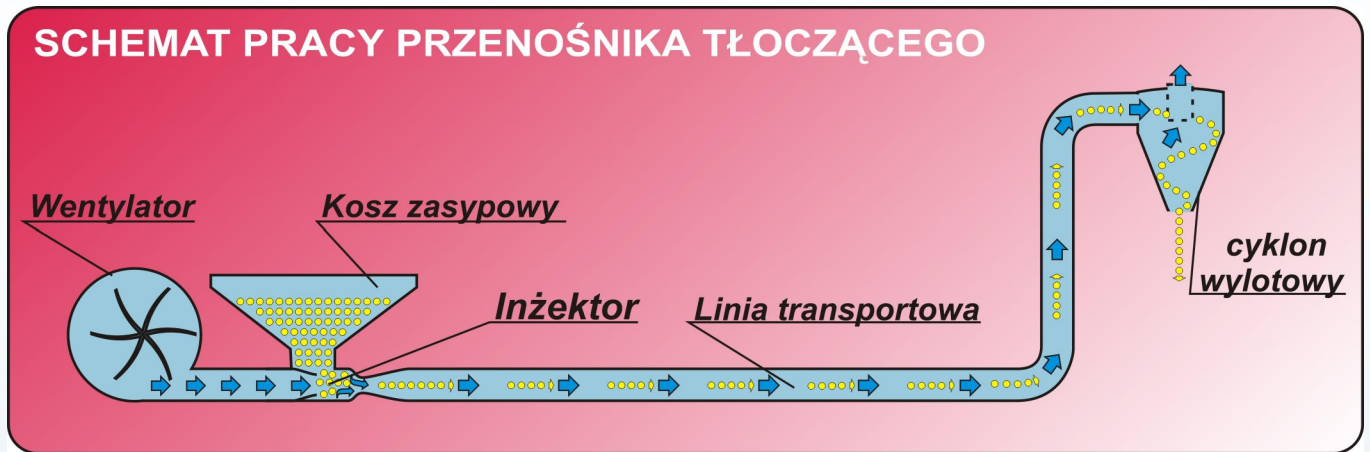 SCHEMAT PRACY PRZENOŚNIKA TŁOCZĄCEGO
Wentylator
Kosz zasypowy
Inżektor
Linia transportowa
cyklon
wylotowy